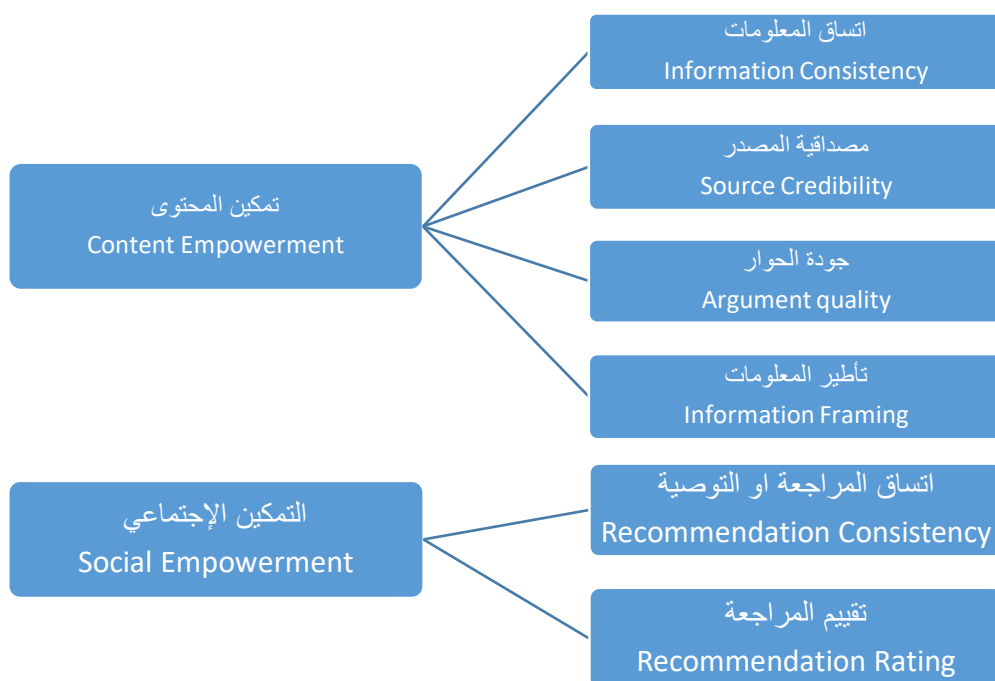 تمكين المحتوى
Content Empowerment
اتساق المعلومات
Information Consistency
مصداقية المصدر
Source Credibility
جودة الحوار
Argument quality
تأطير المعلومات
Information Framing
التمكين الإجتماعي
Social Empowerment
اتساق المراجعة او التوصية
Recommendation Consistency
تقييم المراجعة
Recommendation Rating